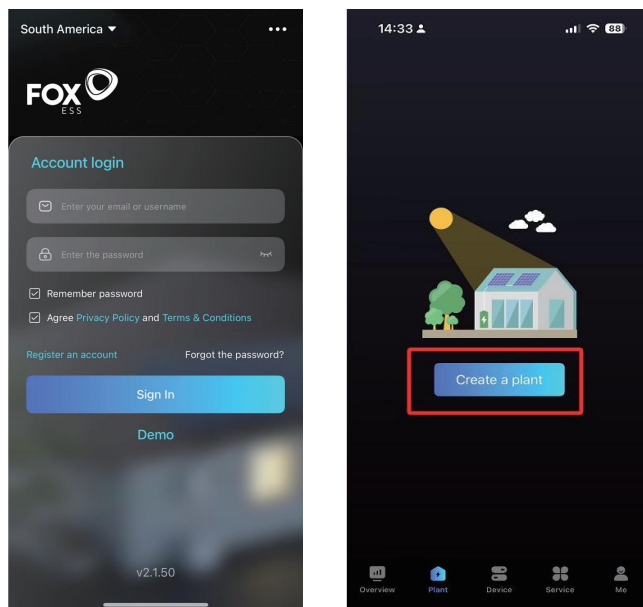 South America
FOX
ESS
Account login
Enter your email or username
Enter the password
Remember password
Agree Privacy Policy and Terms & Conditions
Register an account Forgot the password?
Sign In
Demo
v2.1.50
14:33
88
Create a plant
Overview Plant Device Service Me